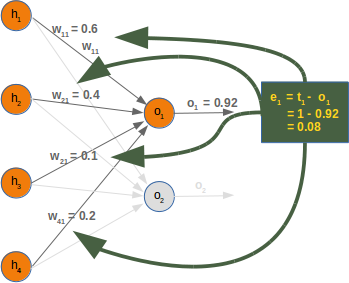 h₁
w₁₁ = 0.6
w₁₁
h₂
w₂₁ = 0.4
o₁
o₁ = 0.92
e₁ = t₁ - o₁
= 1 - 0.92
= 0.08
h₃
w₂₁ = 0.1
o₂
o₂
w₄₁ = 0.2
h₄